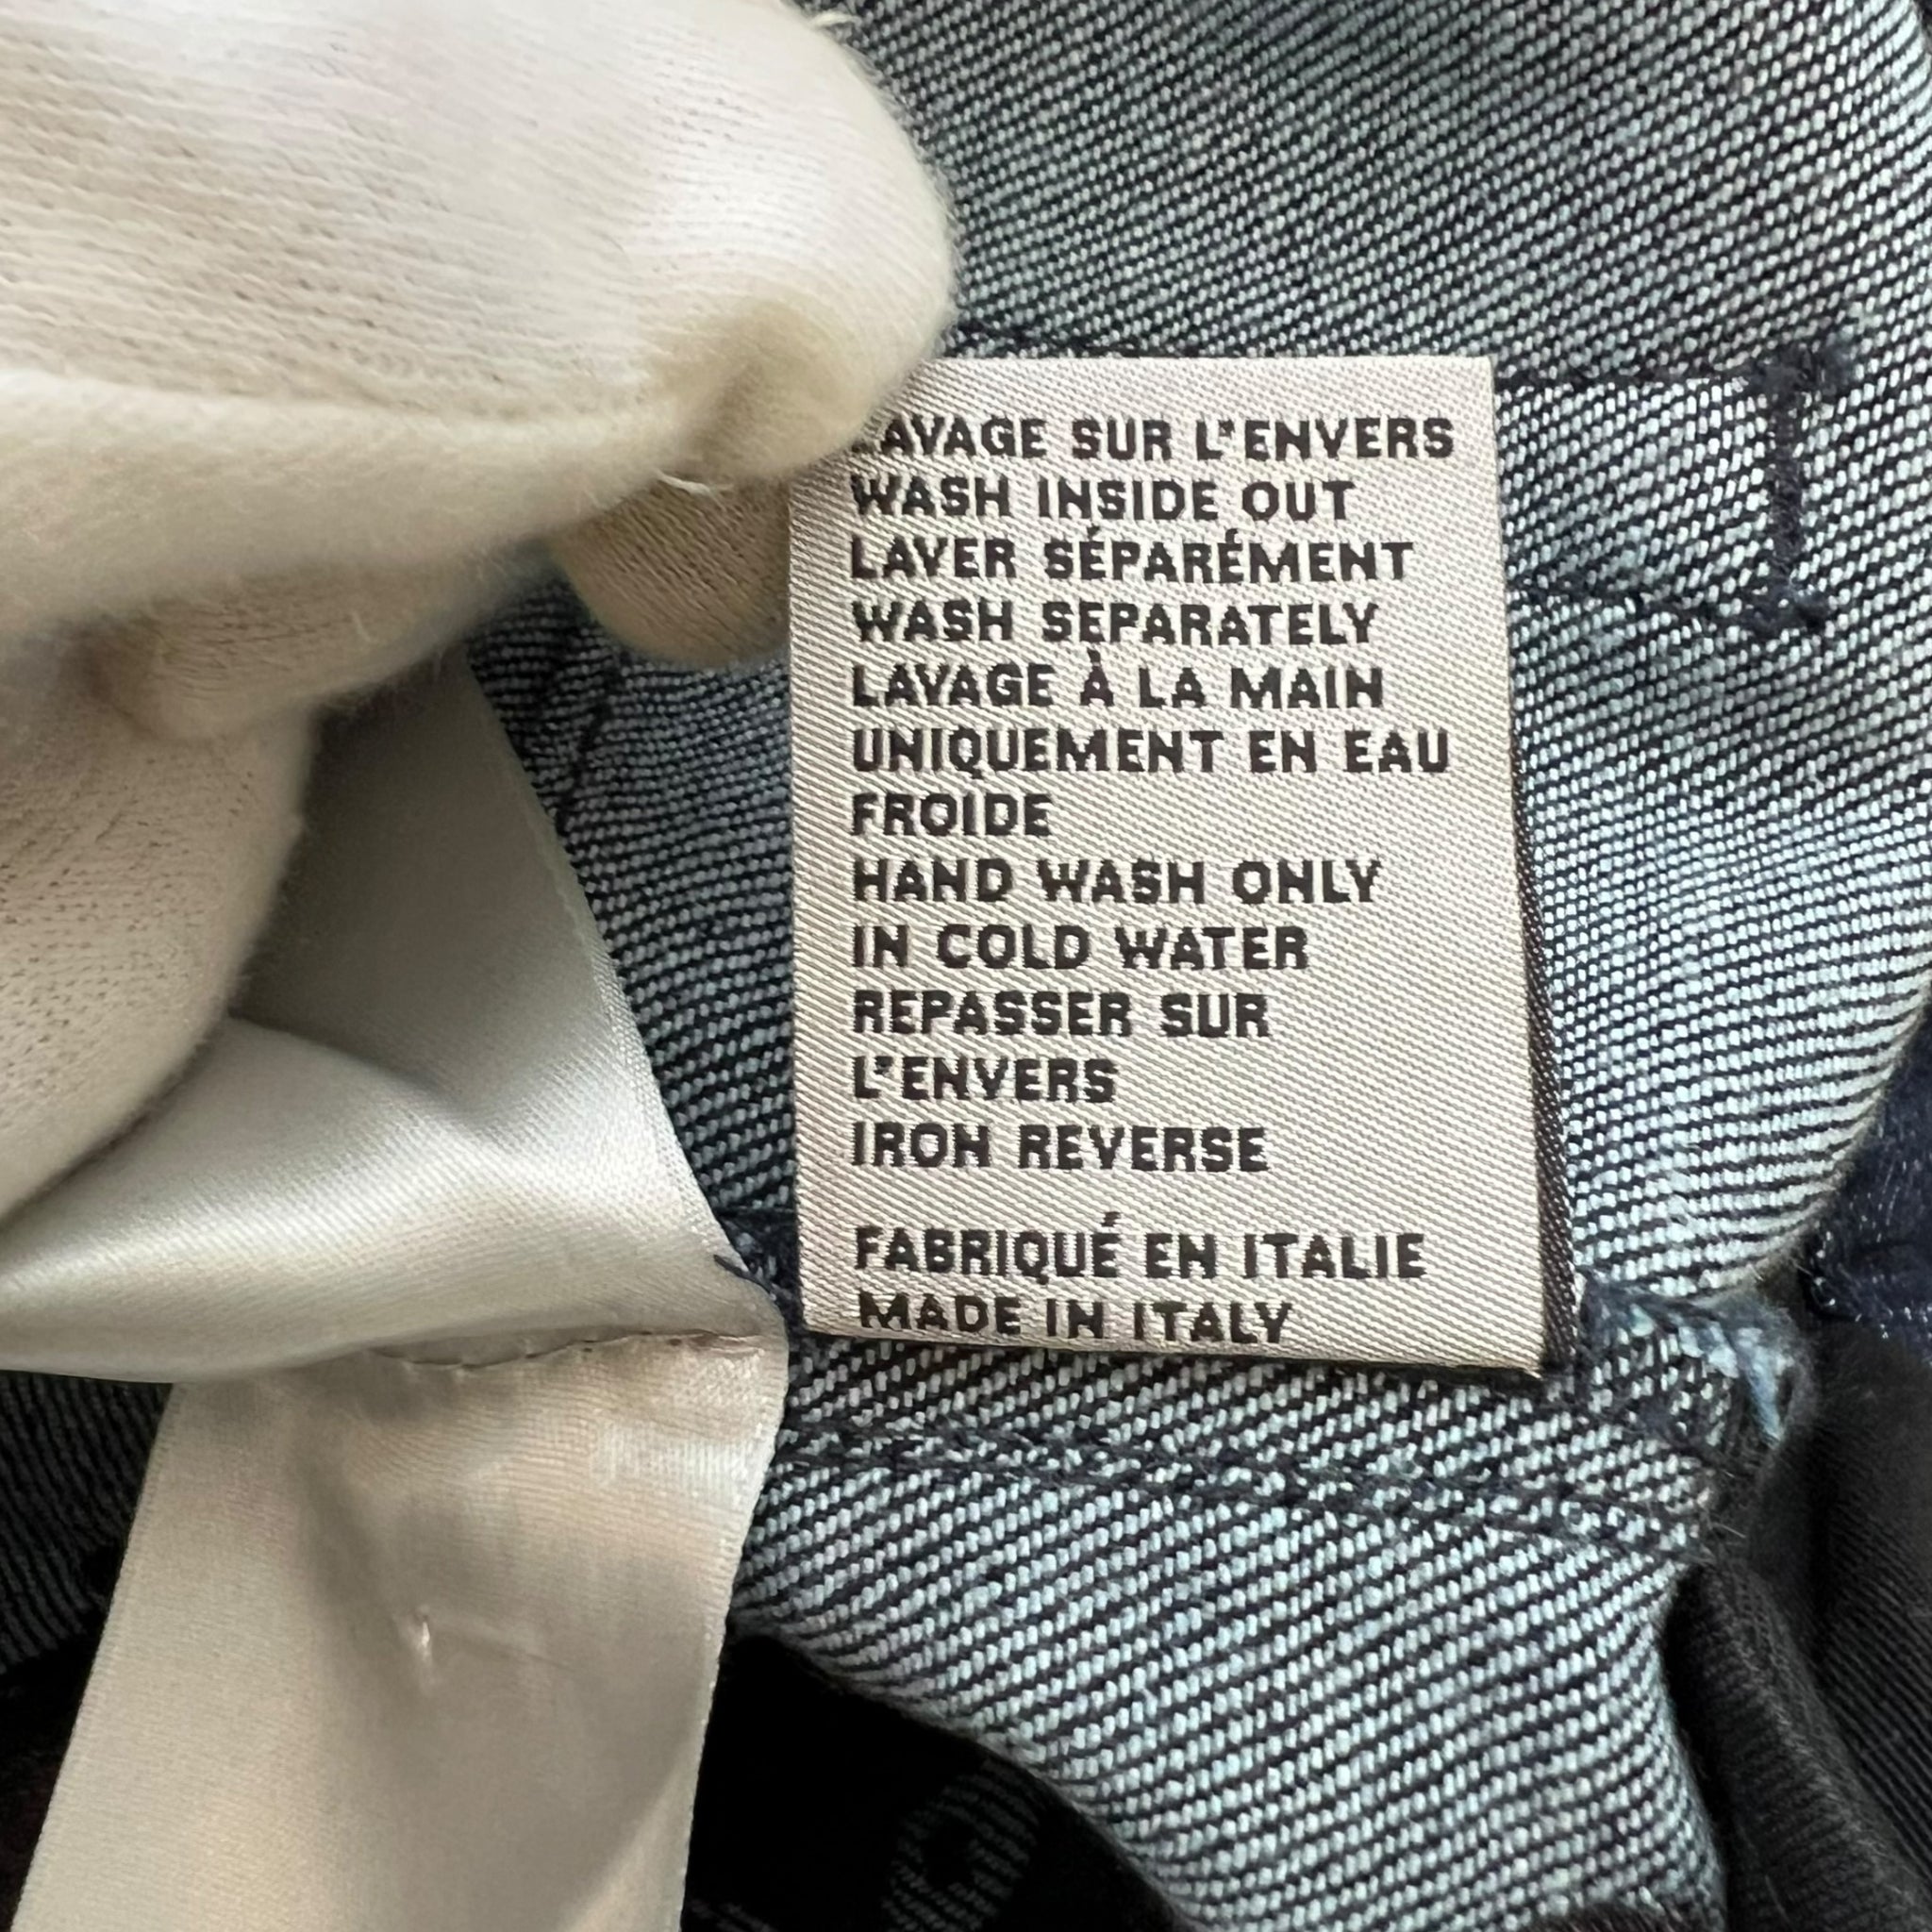 LAVAGE SUR L'ENVERS
WASH INSIDE OUT
LAVER SÉPARÉMENT
WASH SEPARATELY
LAVAGE À LA MAIN
UNIQUEMENT EN EAU
FROIDE
HAND WASH ONLY
IN COLD WATER
REPASSER SUR
L'ENVERS
IRON REVERSE
FABRIQUÉ EN ITALIE
MADE IN ITALY